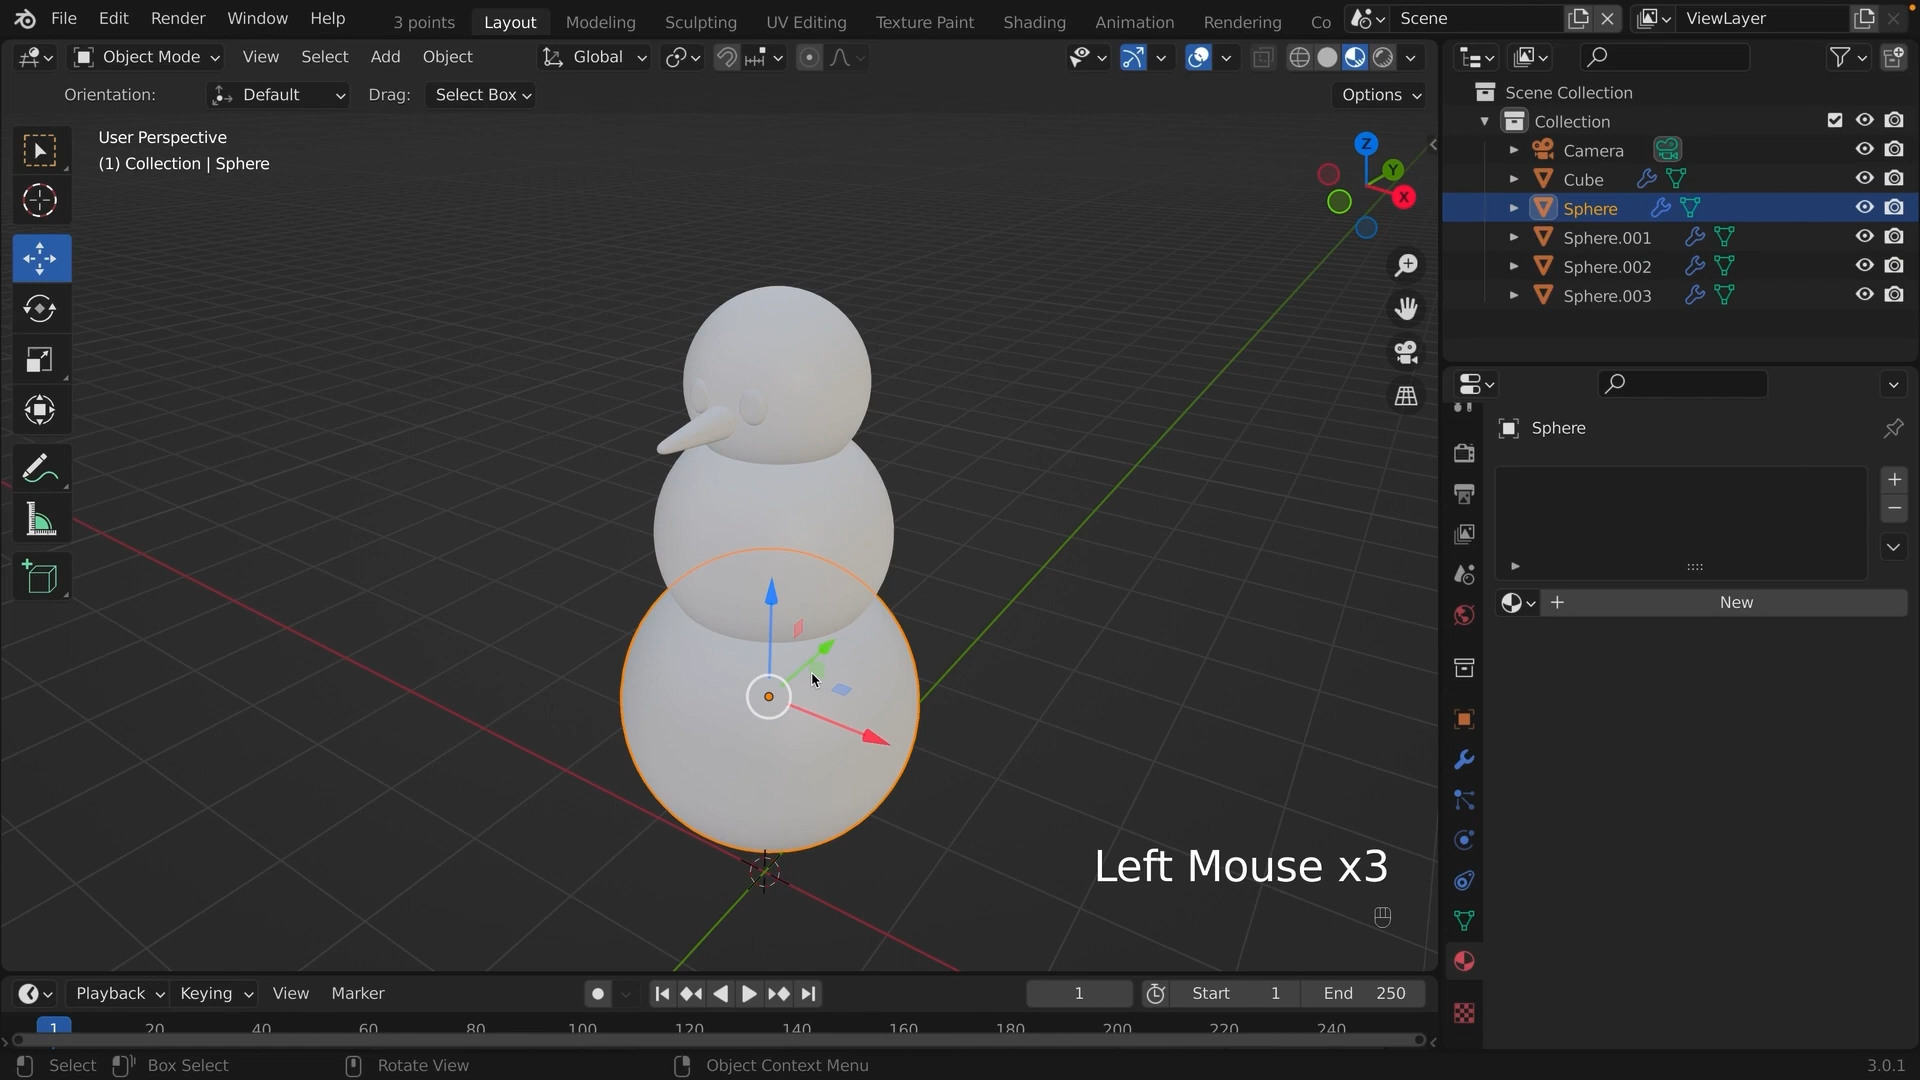 File Edit Render Window Help 3 points Layout Modeling Sculpting UV Editing Texture Paint Shading Animation Rendering Co Scene ViewLayer
Object Mode View Select Add Object Global
Orientation: Default Drag: Select Box Options
User Perspective
(1) Collection | Sphere
Z
Y
X
Scene Collection
Collection
Camera
Cube
Sphere
Sphere.001
Sphere.002
Sphere.003
Sphere
New
Left Mouse x3
Playback Keying View Marker 1 Start 1 End 250
1 20 40 60 80 100 120 140 160 180 200 220 240
Select Box Select Rotate View Object Context Menu 3.0.1